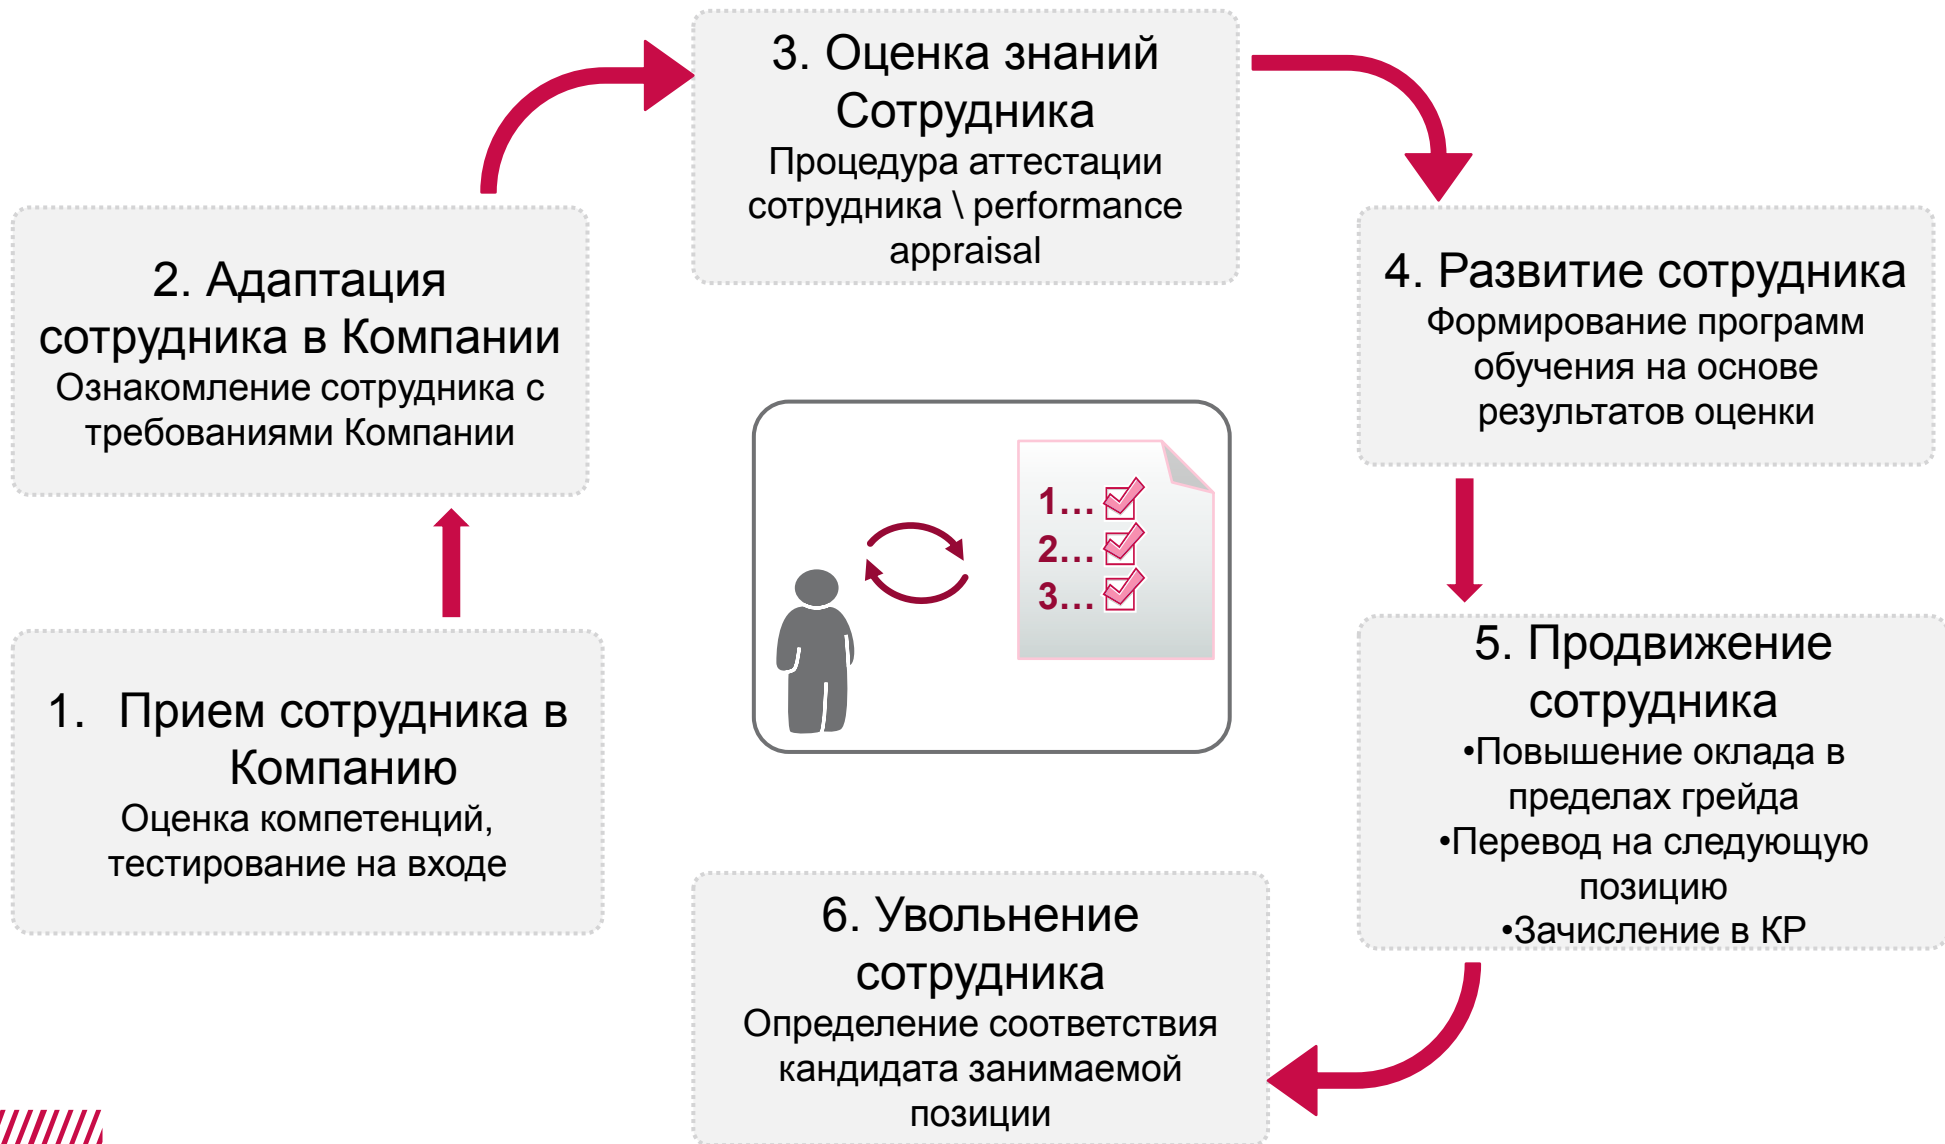 1. Прием сотрудника в
Компанию
Оценка компетенций,
тестирование на входе
2. Адаптация
сотрудника в Компании
Ознакомление сотрудника с
требованиями Компании
3. Оценка знаний
Сотрудника
Процедура аттестации
сотрудника \ performance
appraisal
4. Развитие сотрудника
Формирование программ
обучения на основе
результатов оценки
5. Продвижение
сотрудника
•Повышение оклада в
пределах грейда
•Перевод на следующую
позицию
•Зачисление в КР
6. Увольнение
сотрудника
Определение соответствия
кандидата занимаемой
позиции
1...
2...
3...